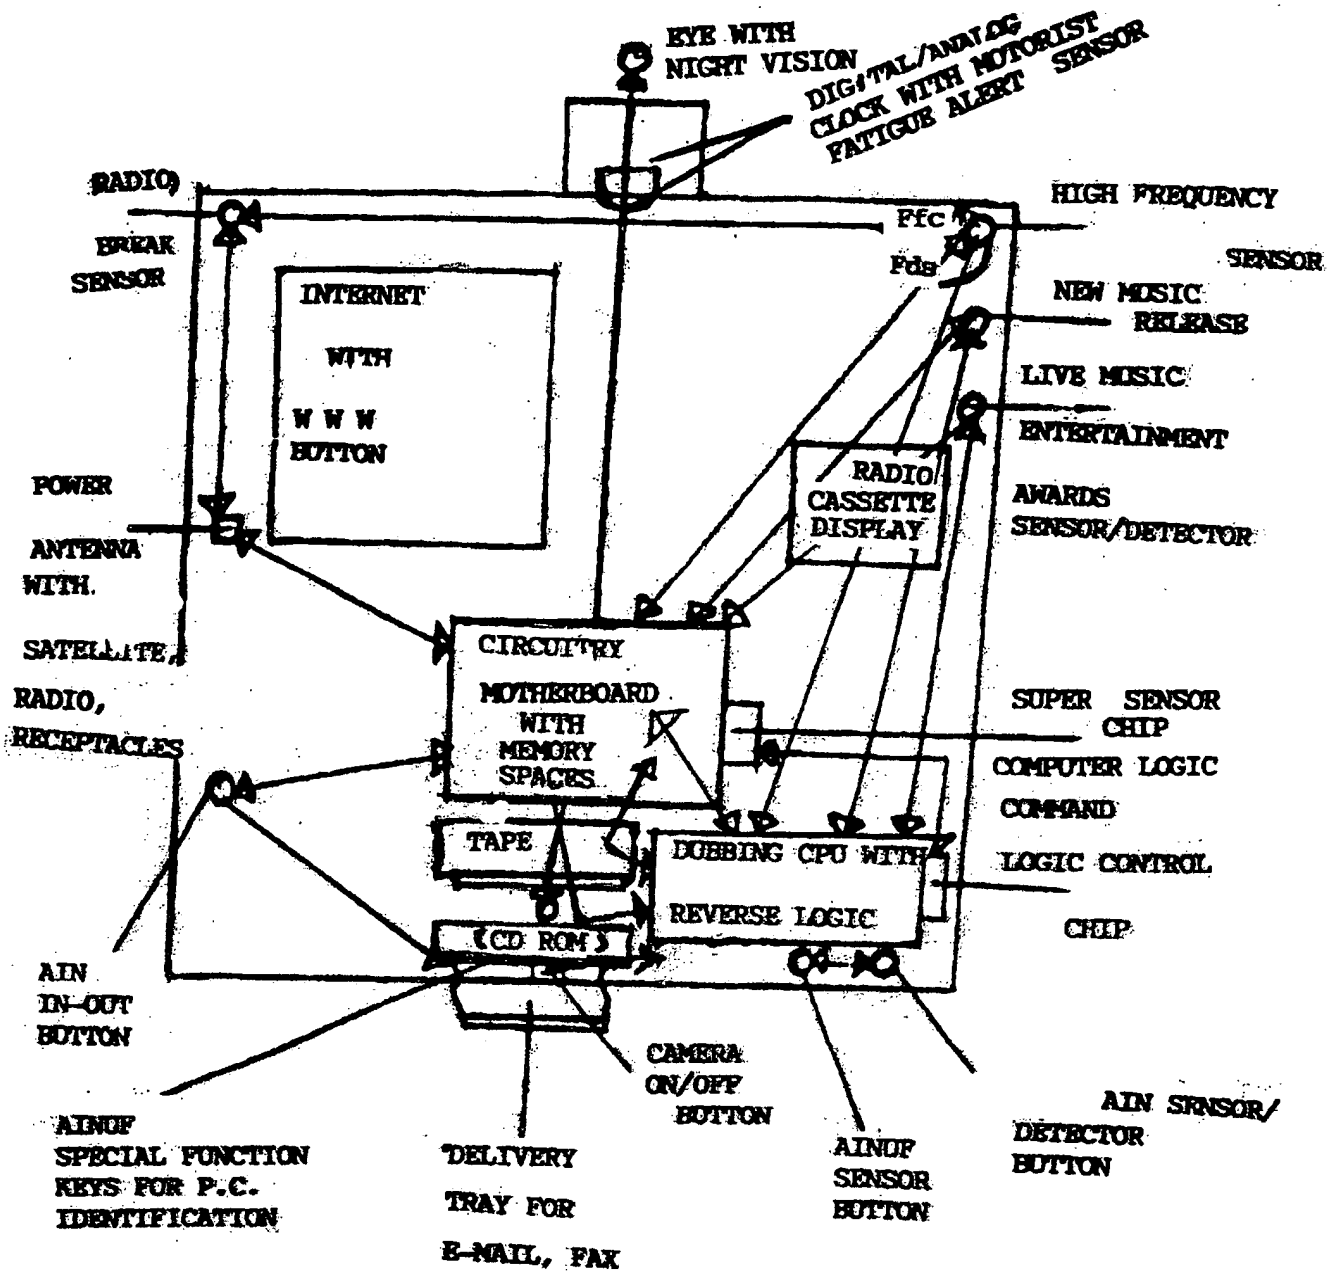 EYE WITH
NIGHT VISION
DIGITAL/ANALOG
CLOCK WITH MOTORIST
FATIGUE ALERT SENSOR
RADIO,
BREAK
SENSOR
HIGH FREQUENCY
SENSOR
Ffc
Fds
NEW MUSIC
RELEASE
INTERNET
WITH
W W W
BUTTON
LIVE MUSIC
ENTERTAINMENT
AWARDS
SENSOR/DETECTOR
RADIO
CASSETTE
DISPLAY
POWER
ANTENNA
WITH.
SATELLITE,
RADIO,
RECEPTACLES
CIRCUITRY
MOTHERBOARD
WITH
MEMORY
SPACES
SUPER SENSOR
CHIP
COMPUTER LOGIC
COMMAND
LOGIC CONTROL
CHIP
TAPE
DUBBING CPU WITH
REVERSE LOGIC
(CD ROM)
AIN
IN-OUT
BUTTON
CAMERA
ON/OFF
BUTTON
AIN SRNSOR/
DETECTOR
BUTTON
AINUF
SPECIAL FUNCTION
KEYS FOR P.C.
IDENTIFICATION
DELIVERY
TRAY FOR
E-MAIL, FAX
AINUF
SENSOR
BUTTON